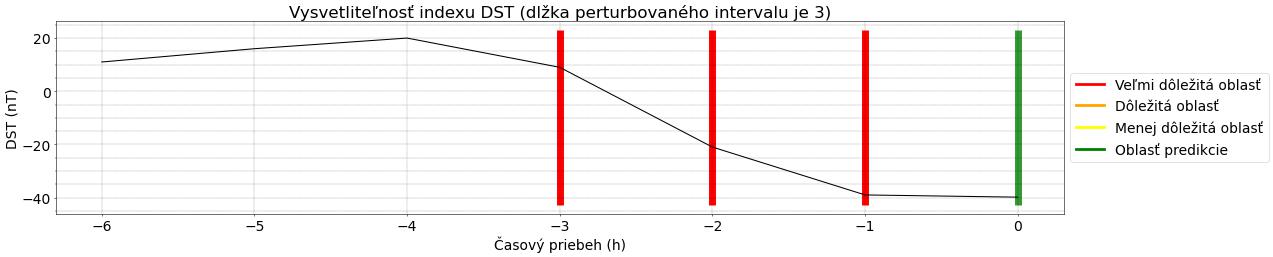 Vysvetliteľnosť indexu DST (dĺžka perturbovaného intervalu je 3)
DST (nT)
20
0
−20
−40
−6 −5 −4 −3 −2 −1 0
Časový priebeh (h)
Veľmi dôležitá oblasť
Dôležitá oblasť
Menej dôležitá oblasť
Oblasť predikcie